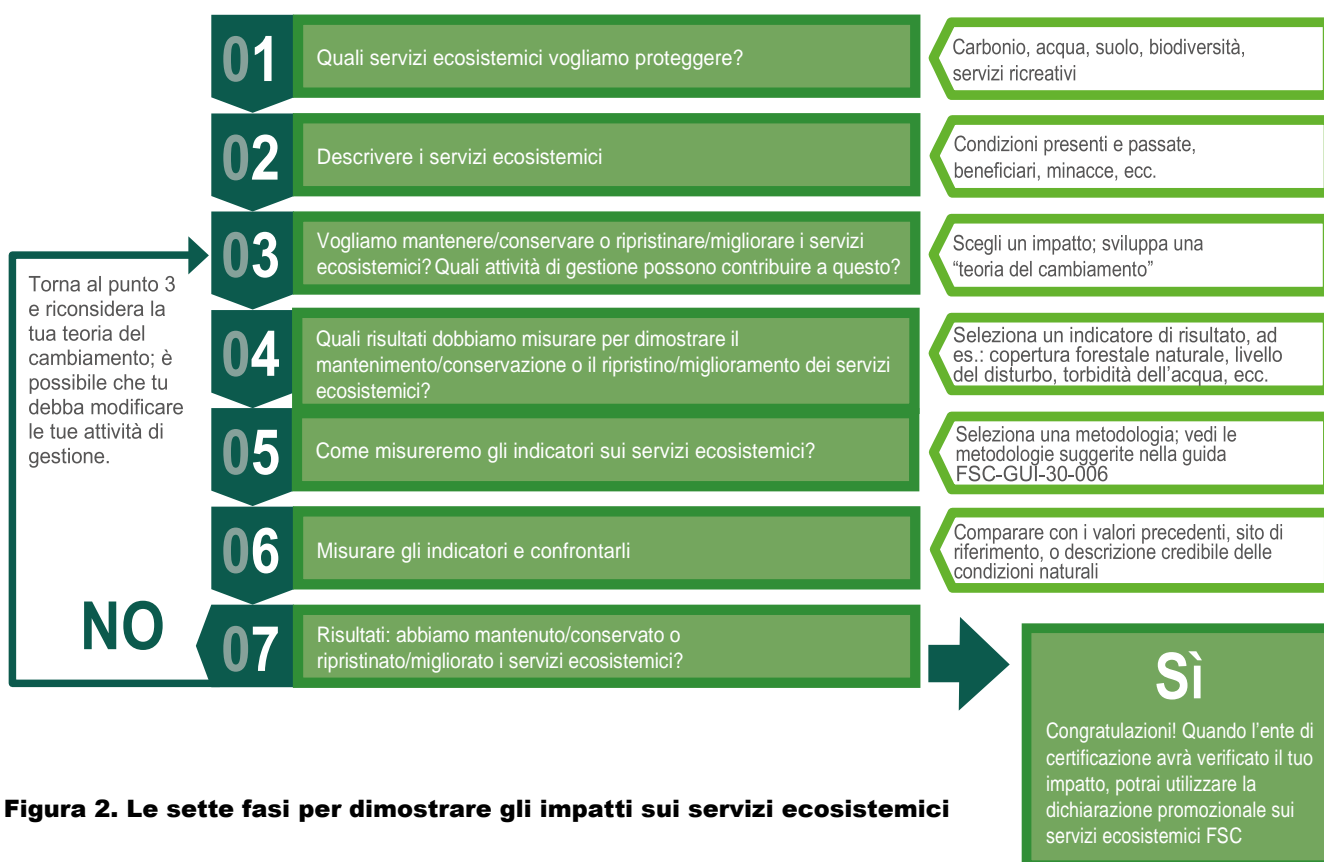 01
Quali servizi ecosistemici vogliamo proteggere?
Carbonio, acqua, suolo, biodiversità,
servizi ricreativi
02
Descrivere i servizi ecosistemici
Condizioni presenti e passate,
beneficiari, minacce, ecc.
03
Vogliamo mantenere/conservare o ripristinare/migliorare i servizi
ecosistemici? Quali attività di gestione possono contribuire a questo?
Scegli un impatto; sviluppa una
“teoria del cambiamento”
Torna al punto 3
e riconsidera la
tua teoria del
cambiamento; è
possibile che tu
debba modificare
le tue attività di
gestione.
04
Quali risultati dobbiamo misurare per dimostrare il
mantenimento/conservazione o il ripristino/miglioramento dei servizi
ecosistemici?
Seleziona un indicatore di risultato, ad
es.: copertura forestale naturale, livello
del disturbo, torbidità dell’acqua, ecc.
05
Come misureremo gli indicatori sui servizi ecosistemici?
Seleziona una metodologia; vedi le
metodologie suggerite nella guida
FSC-GUI-30-006
06
Misurare gli indicatori e confrontarli
Comparare con i valori precedenti, sito di
riferimento, o descrizione credibile delle
condizioni naturali
NO
07
Risultati: abbiamo mantenuto/conservato o
ripristinato/migliorato i servizi ecosistemici?
Sì
Congratulazioni! Quando l’ente di
certificazione avrà verificato il tuo
impatto, potrai utilizzare la
dichiarazione promozionale sui
servizi ecosistemici FSC
Figura 2. Le sette fasi per dimostrare gli impatti sui servizi ecosistemici